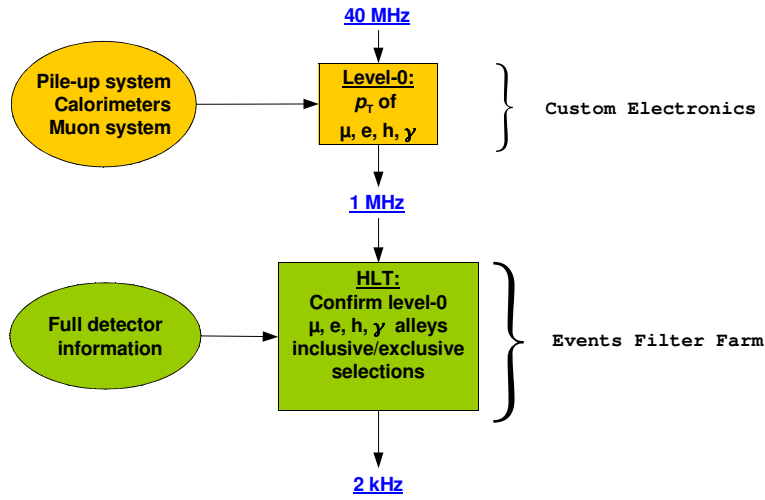 40 MHz
Pile-up system
Calorimeters
Muon system
Level-0:
pT of
μ, e, h, γ
Custom Electronics
1 MHz
Full detector
information
HLT:
Confirm level-0
μ, e, h, γ alleys
inclusive/exclusive
selections
Events Filter Farm
2 kHz